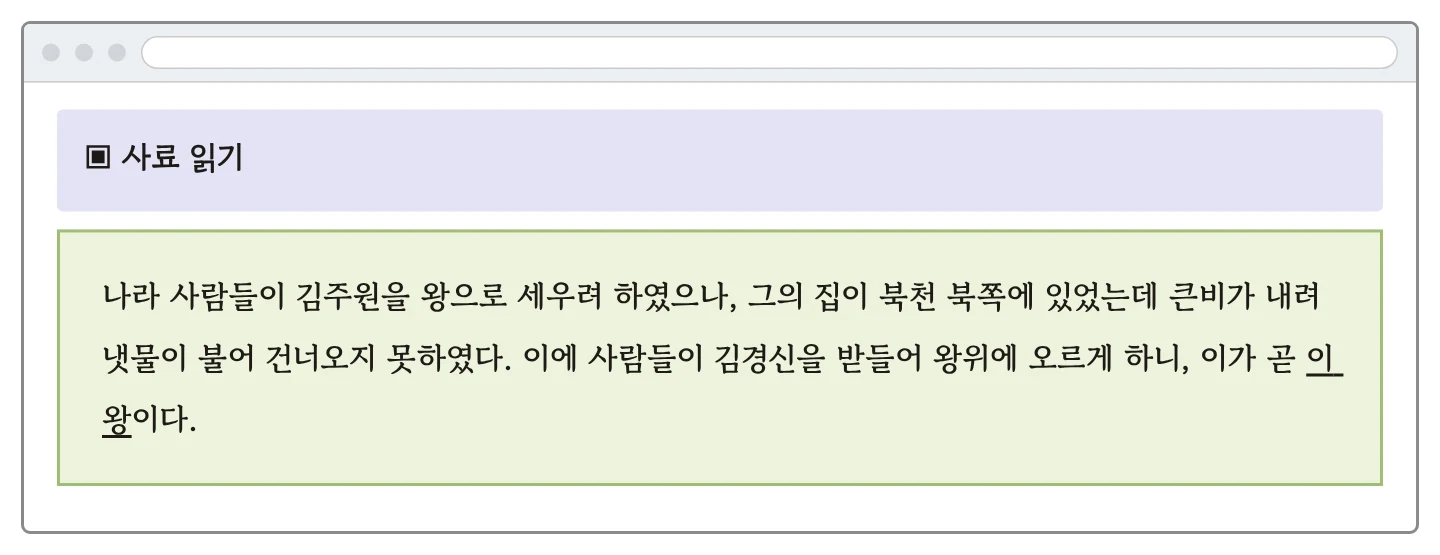 ▣ 사료 읽기
나라 사람들이 김주원을 왕으로 세우려 하였으나, 그의 집이 북천 북쪽에 있었는데 큰비가 내려
냇물이 불어 건너오지 못하였다. 이에 사람들이 김경신을 받들어 왕위에 오르게 하니, 이가 곧 이
왕이다.